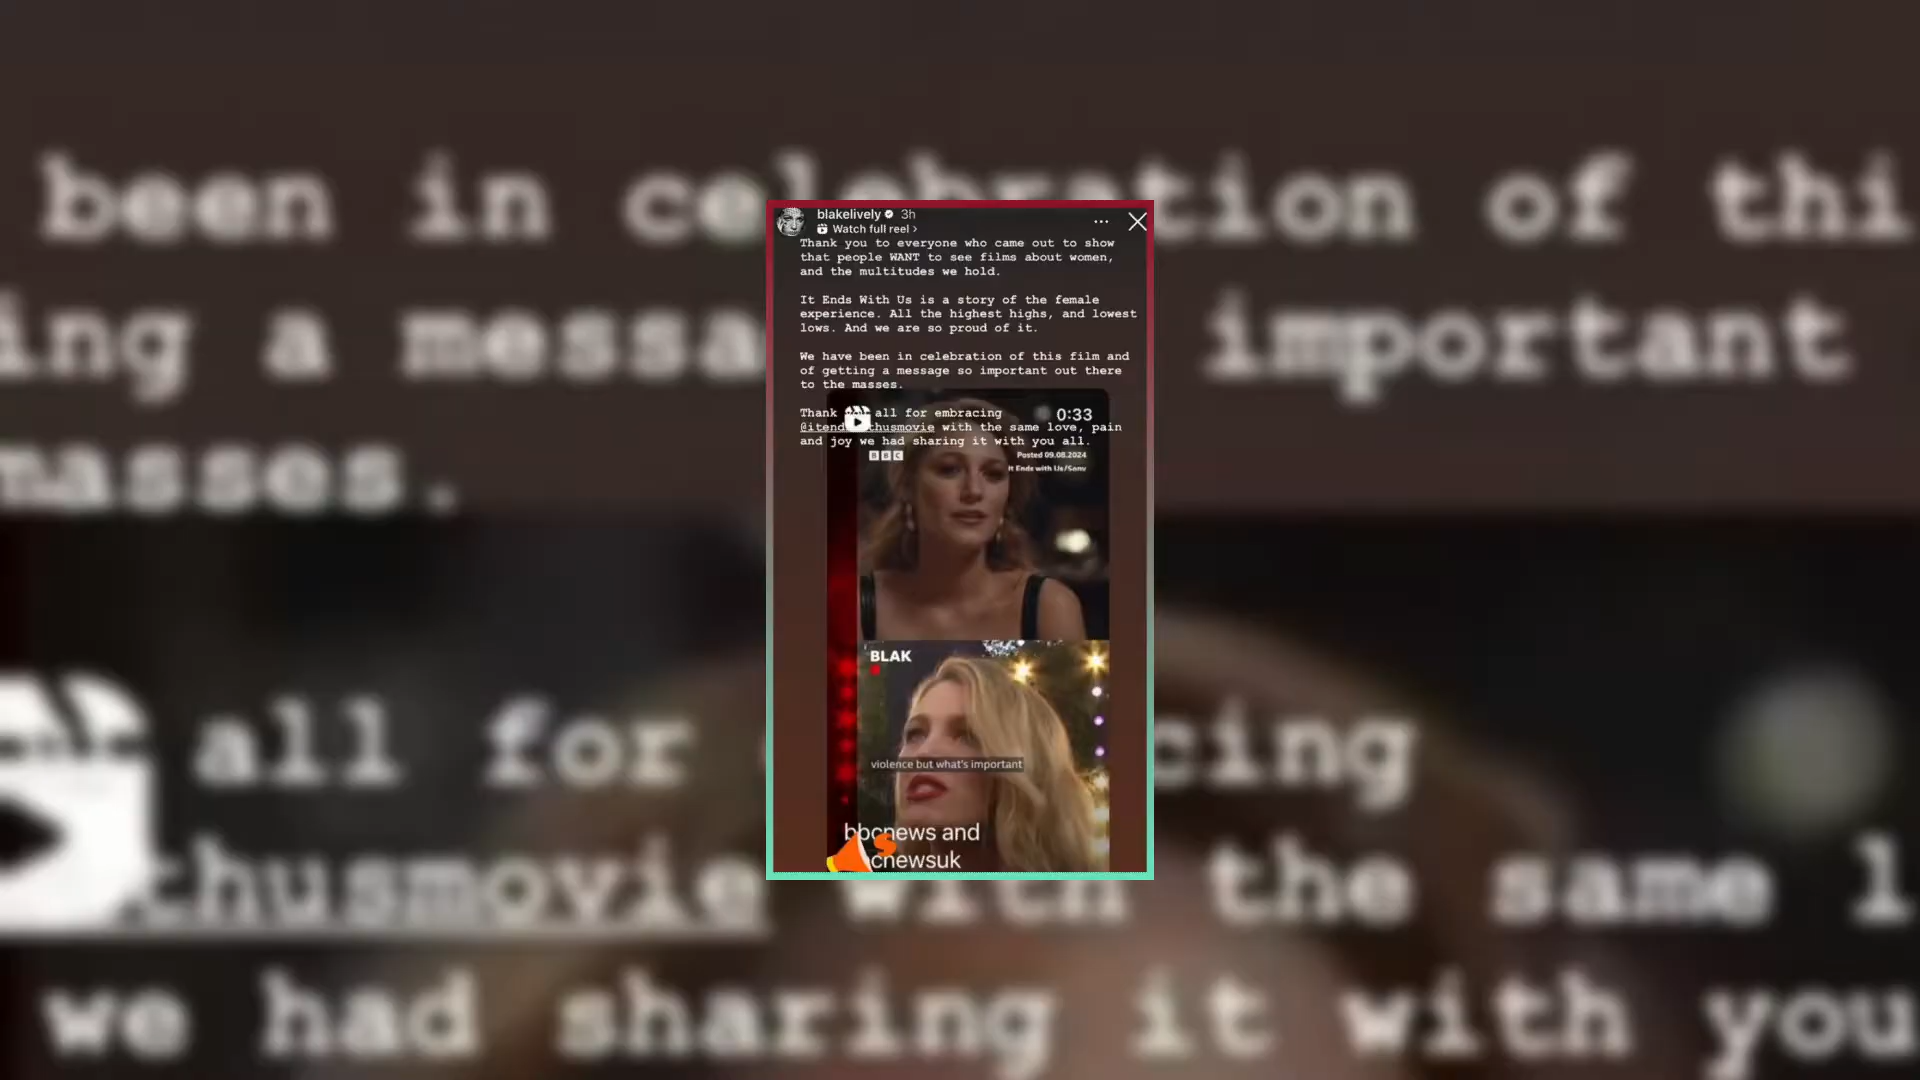 blakelively 3h
Watch full reel >
Thank you to everyone who came out to show
that people WANT to see films about women,
and the multitudes we hold.
It Ends With Us is a story of the female
experience. All the highest highs, and lowest
lows. And we are so proud of it.
We have been in celebration of this film and
of getting a message so important out there
to the masses.
Thank all for embracing
0:33
with the same love, pain
and joy we had sharing it with you all.
BBC
Posted 09.08.2024
It Ends with Us/Sony
BLAK
violence but what's important
bbcnews and
cnewsuk
been in celebration of thi
ing a messa important
masses.
all for cing
thusmovie with the same l
we had sharing it with you